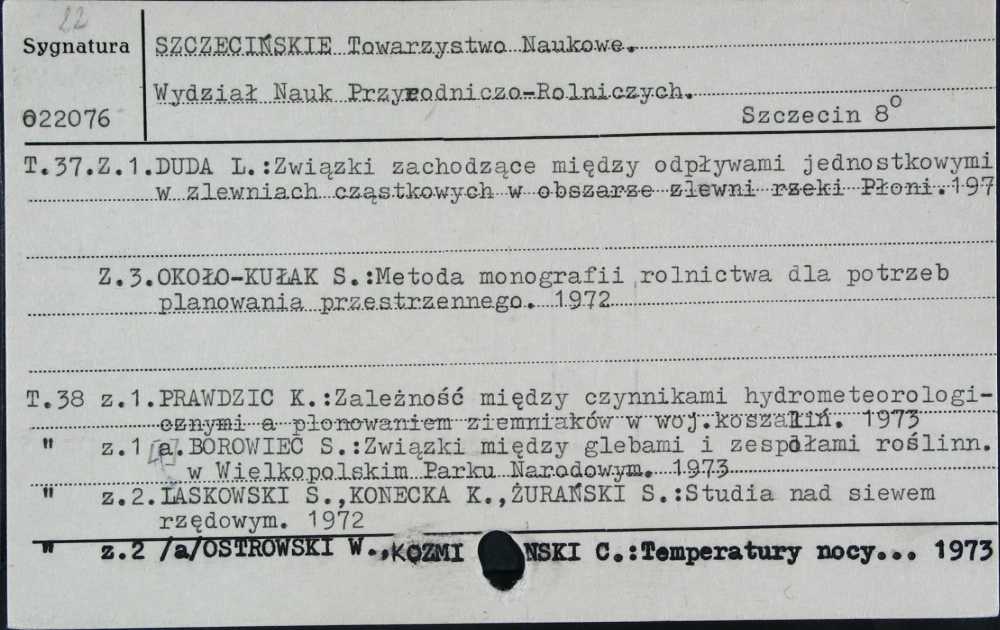 22
Sygnatura
SZCZECIŃSKIE Towarzystwo Naukowe.
Wydział Nauk Przyrodniczo-Rolniczych.
022076
Szczecin 8°
T.37.Z.1.DUDA L.:Związki zachodzące między odpływami jednostkowymi
w zlewniach cząstkowych w obszarze zlewni rzeki Płoni.197
Z.3.OKOŁO-KUŁAK S.:Metoda monografii rolnictwa dla potrzeb
planowania przestrzennego. 1972
T.38 z.1.PRAWDZIC K.:Zależność między czynnikami hydrometeorologi-
cznymi a plonowaniem ziemniaków w woj.koszaliń. 1973
" z.1 [a].BOROWIEC S.:Związki między glebami i zespołami roślinn.
w Wielkopolskim Parku Narodowym. 1973
" z.2.LASKOWSKI S.,KONECKA K.,ŻURAŃSKI S.:Studia nad siewem
rzędowym. 1972
" z.2 /a/OSTROWSKI W.,KOZMI NSKI C.:Temperatury nocy... 1973